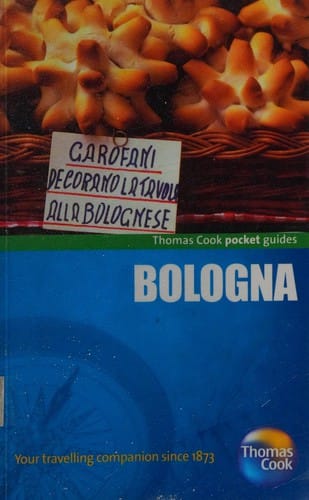 GAROFANI
DECORANO LA TAVOLA
ALLA BOLOGNESE
Thomas Cook pocket guides
BOLOGNA
Your travelling companion since 1873
Thomas
Cook